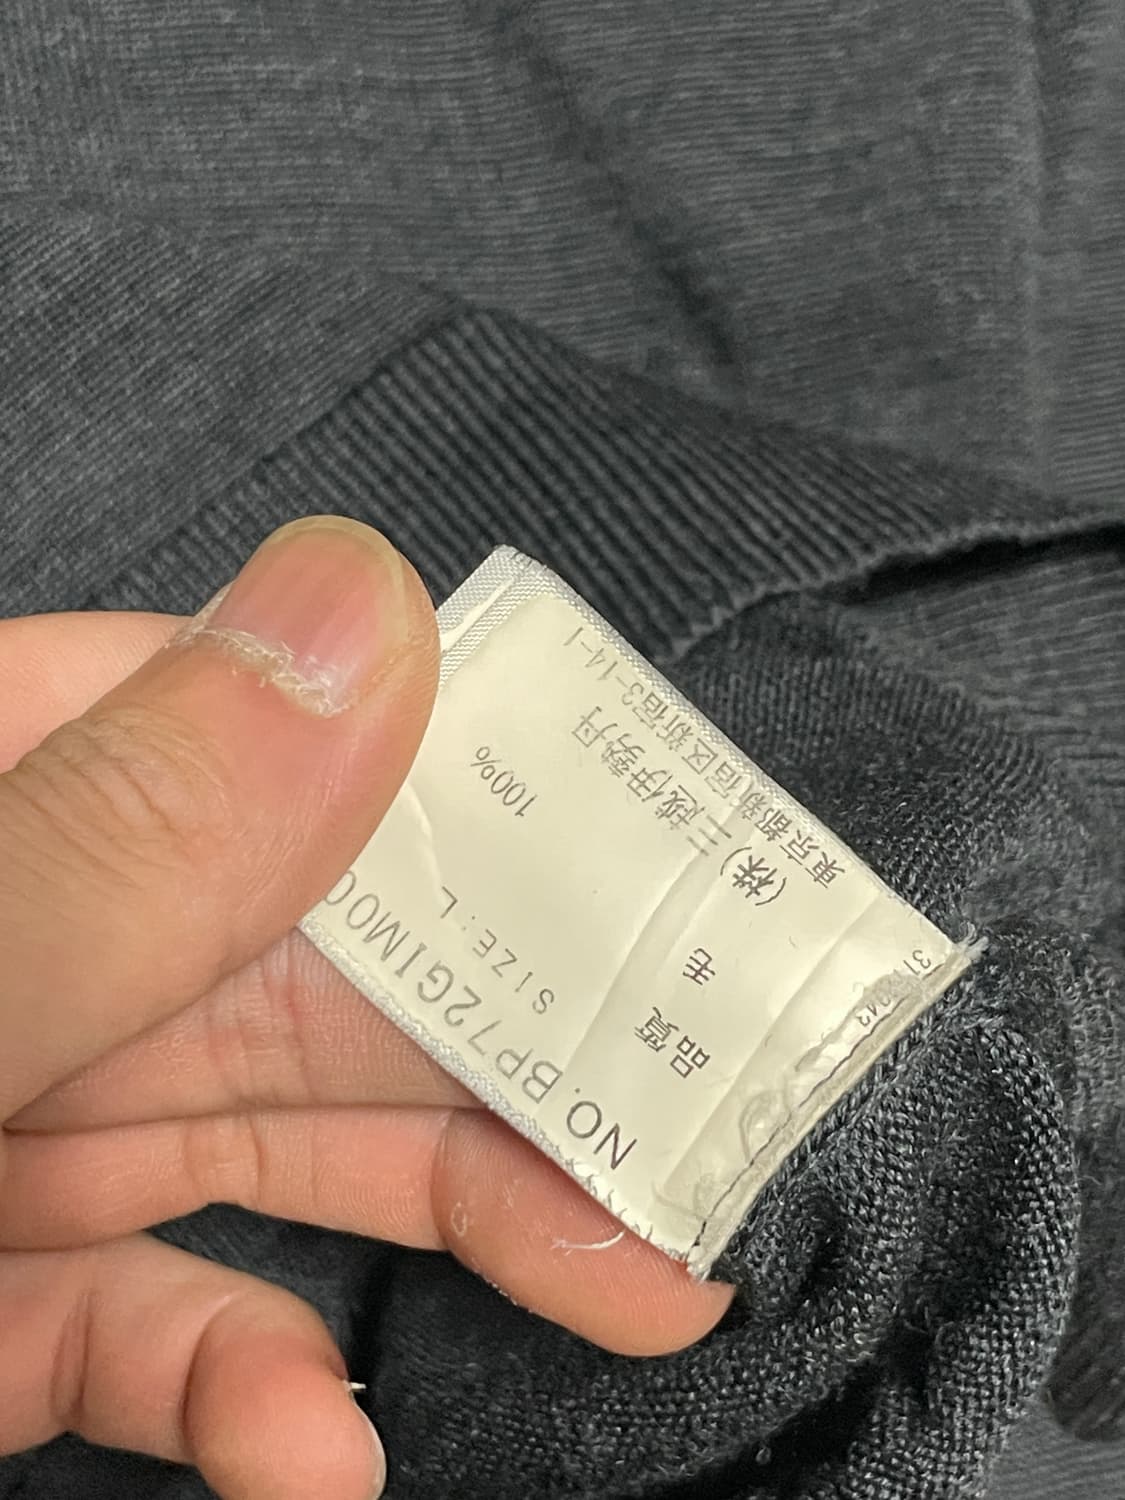 NO.BP72GIM00
SIZE:L
品質
毛 100%
(株)三越伊勢丹
東京都新宿区新宿3-14-1